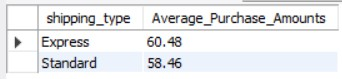 shipping_type Average_Purchase_Amounts
Express 60.48
Standard 58.46